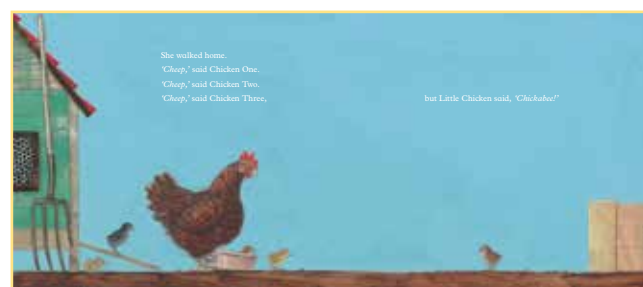 She walked home.
‘Cheep,’ said Chicken One.
‘Cheep,’ said Chicken Two.
‘Cheep,’ said Chicken Three,
but Little Chicken said, ‘Chickabee!’